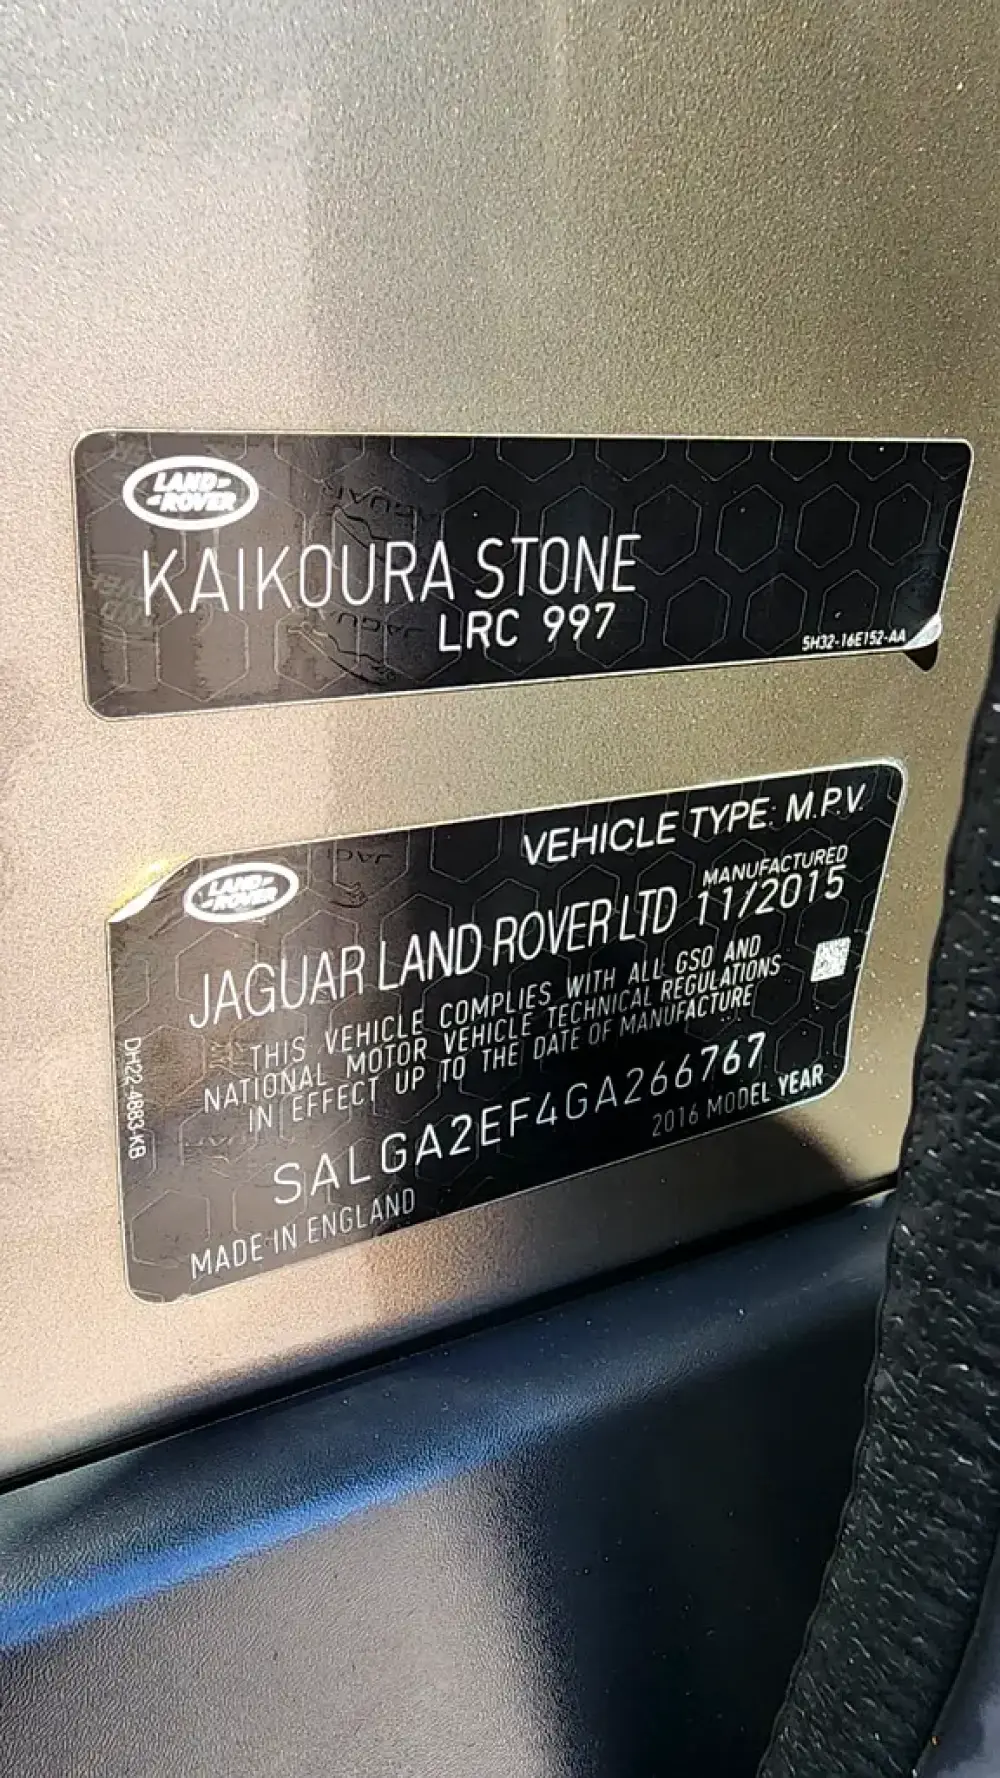 LAND ROVER
KAIKOURA STONE
LRC 997
5H32-16E152-AA
VEHICLE TYPE: M.P.V.
LAND ROVER
MANUFACTURED
JAGUAR LAND ROVER LTD 11/2015
THIS VEHICLE COMPLIES WITH ALL GSO AND
NATIONAL MOTOR VEHICLE TECHNICAL REGULATIONS
IN EFFECT UP TO THE DATE OF MANUFACTURE
SALGA2EF4GA266767
2016 MODEL YEAR
MADE IN ENGLAND
DH22-4883-KB